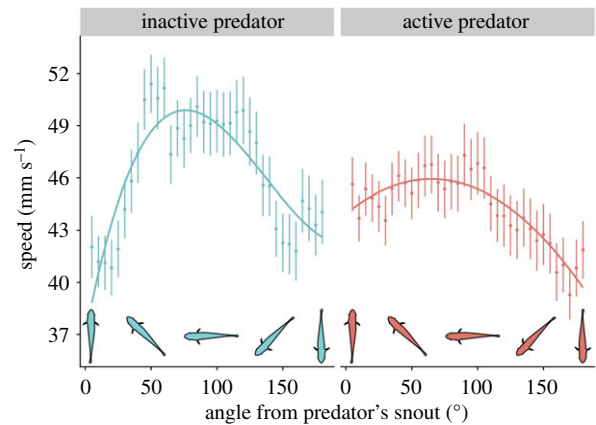 inactive predator
active predator
speed (mm s⁻¹)
52
49
46
43
40
37
0 50 100 150 0 50 100 150
angle from predator's snout (°)